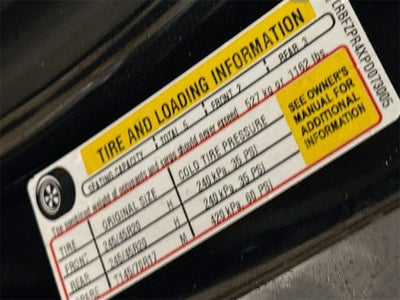 TIRE AND LOADING INFORMATION
SEATING CAPACITY TOTAL 5 FRONT 2 REAR 3
The combined weight of occupants and cargo should never exceed 527 kg or 1162 lbs.
TIRE ORIGINAL SIZE COLD TIRE PRESSURE
FRONT 245/45R20 H 240 kPa, 35 PSI
REAR 245/45R20 H 240 kPa, 35 PSI
SPARE T145/70R17 M 420 kPa, 60 PSI
SEE OWNER'S
MANUAL FOR
ADDITIONAL
INFORMATION
LRBFZPR4XPD073005